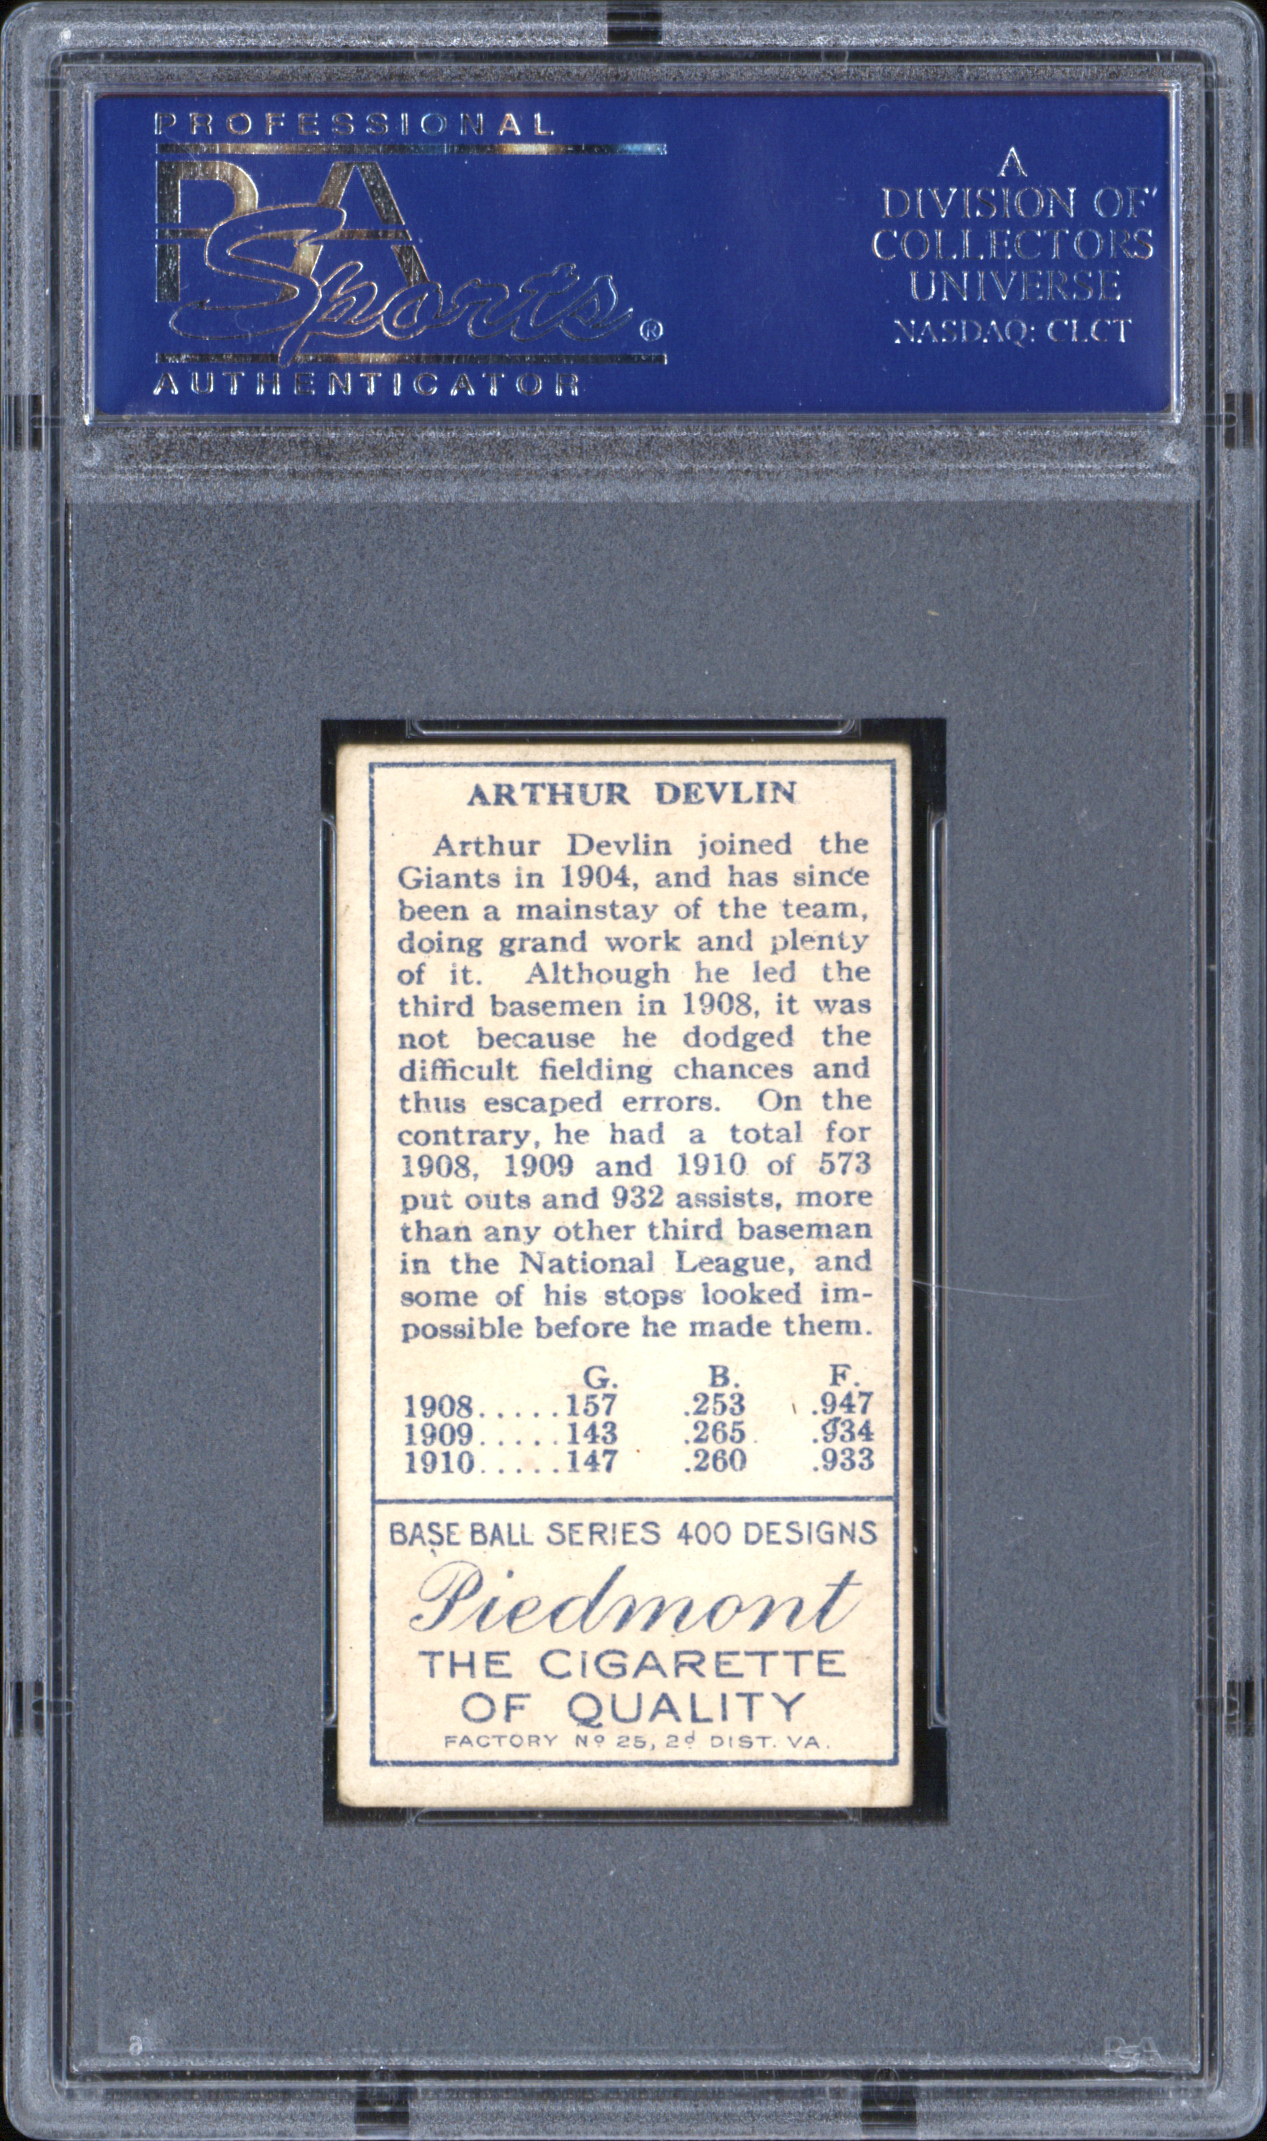 PROFESSIONAL
PSA
Sports®
AUTHENTICATOR
A
DIVISION OF
COLLECTORS
UNIVERSE
NASDAQ: CLCT
ARTHUR DEVLIN
Arthur Devlin joined the
Giants in 1904, and has since
been a mainstay of the team,
doing grand work and plenty
of it. Although he led the
third basemen in 1908, it was
not because he dodged the
difficult fielding chances and
thus escaped errors. On the
contrary, he had a total for
1908, 1909 and 1910 of 573
put outs and 932 assists, more
than any other third baseman
in the National League, and
some of his stops looked im-
possible before he made them.
G. B. F.
1908.....157 .253 .947
1909.....143 .265 .934
1910.....147 .260 .933
BASE BALL SERIES 400 DESIGNS
Piedmont
THE CIGARETTE
OF QUALITY
FACTORY Nº 25, 2d DIST. VA.
PSA